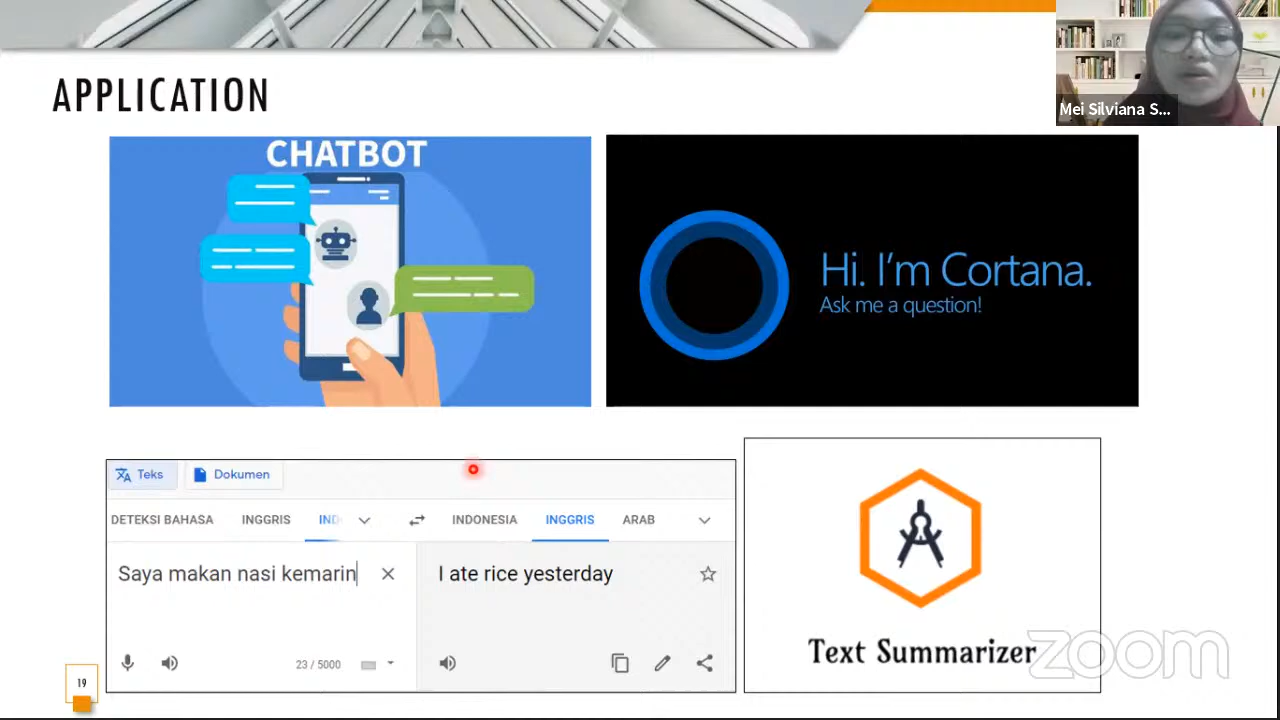 APPLICATION
Mei Silviana S...
CHATBOT
Hi. I'm Cortana.
Ask me a question!
Teks
Dokumen
DETEKSI BAHASA INGGRIS IND
INDONESIA INGGRIS ARAB
Saya makan nasi kemarin
I ate rice yesterday
23 / 5000
Text Summarizer
zoom
19